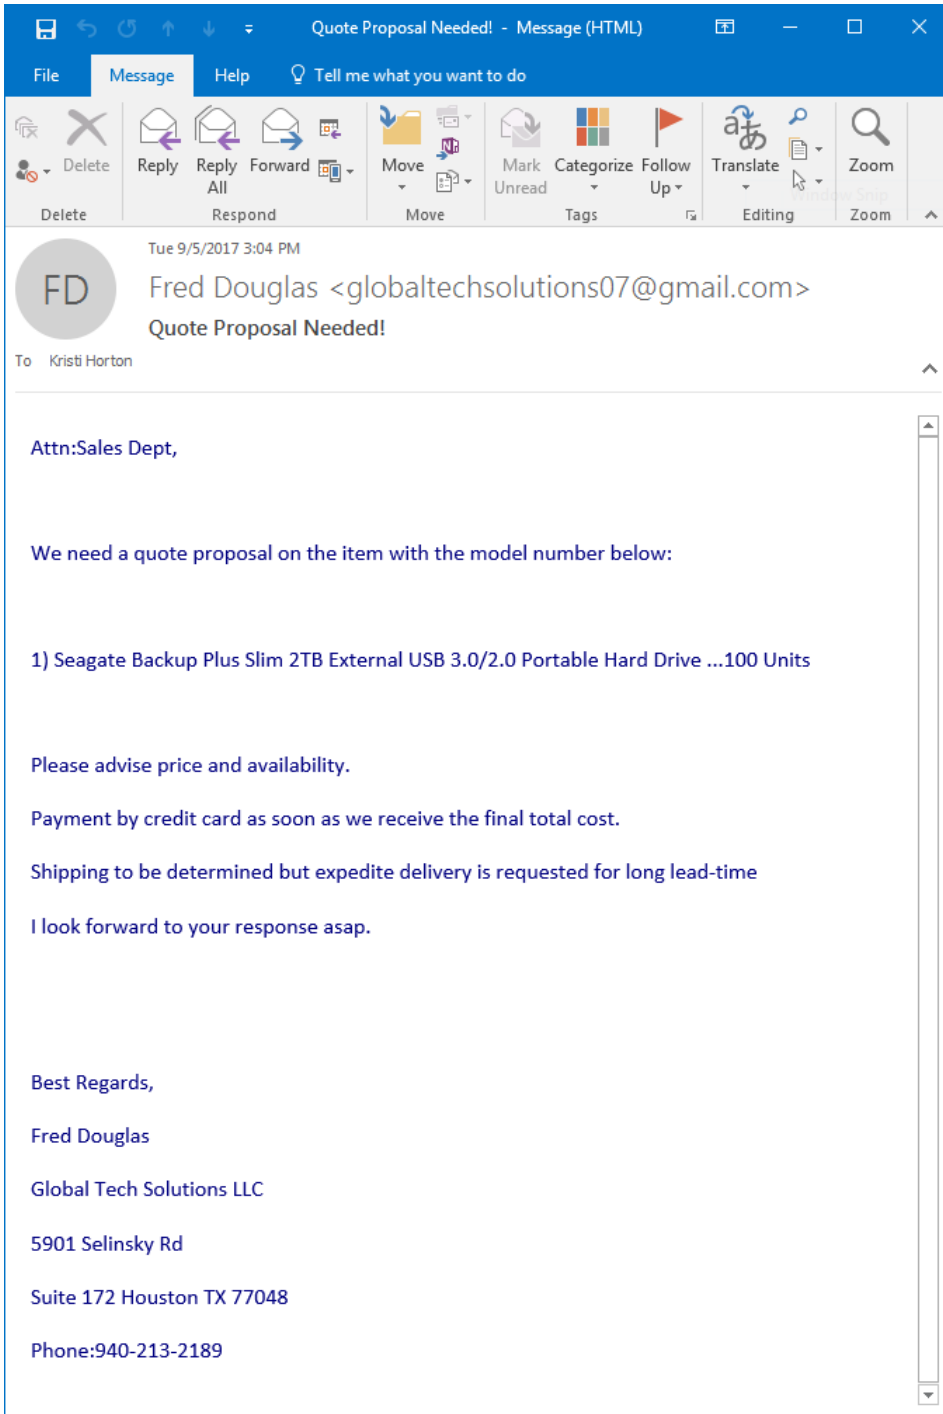 Quote Proposal Needed! - Message (HTML)
File Message Help Tell me what you want to do
Delete Reply Reply All Forward Move Mark Unread Categorize Follow Up Translate Zoom
Delete Respond Move Tags Editing Zoom
Window Snip
FD
Tue 9/5/2017 3:04 PM
Fred Douglas <globaltechsolutions07@gmail.com>
Quote Proposal Needed!
To Kristi Horton
Attn:Sales Dept,
We need a quote proposal on the item with the model number below:
1) Seagate Backup Plus Slim 2TB External USB 3.0/2.0 Portable Hard Drive ...100 Units
Please advise price and availability.
Payment by credit card as soon as we receive the final total cost.
Shipping to be determined but expedite delivery is requested for long lead-time
I look forward to your response asap.
Best Regards,
Fred Douglas
Global Tech Solutions LLC
5901 Selinsky Rd
Suite 172 Houston TX 77048
Phone:940-213-2189